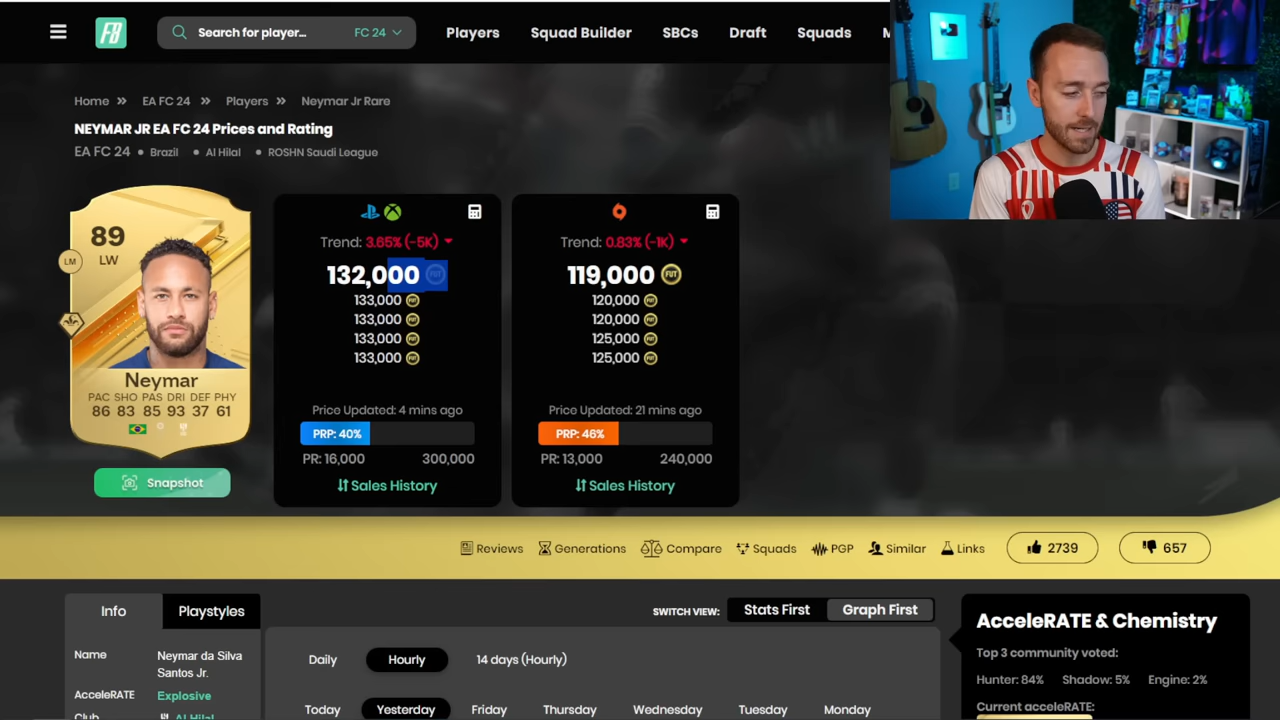 FB
Search for player...
FC 24
Players
Squad Builder
SBCs
Draft
Squads
M
Home » EA FC 24 » Players » Neymar Jr Rare
NEYMAR JR EA FC 24 Prices and Rating
EA FC 24 • Brazil • Al Hilal • ROSHN Saudi League
89
LW
LM
Neymar
PAC SHO PAS DRI DEF PHY
86 83 85 93 37 61
Snapshot
Trend: 3.65% (-5K)
132,000
133,000
133,000
133,000
133,000
Price Updated: 4 mins ago
PRP: 40%
PR: 16,000
300,000
Sales History
Trend: 0.83% (-1K)
119,000 FUT
120,000
120,000
125,000
125,000
Price Updated: 21 mins ago
PRP: 46%
PR: 13,000
240,000
Sales History
Reviews
Generations
Compare
Squads
PGP
Similar
Links
2739
657
Info
Playstyles
Name
Neymar da Silva
Santos Jr.
AcceleRATE
Explosive
Club
Al Hilal
SWITCH VIEW:
Stats First
Graph First
Daily
Hourly
14 days (Hourly)
Today
Yesterday
Friday
Thursday
Wednesday
Tuesday
Monday
AcceleRATE & Chemistry
Top 3 community voted:
Hunter: 84%
Shadow: 5%
Engine: 2%
Current acceleRATE: